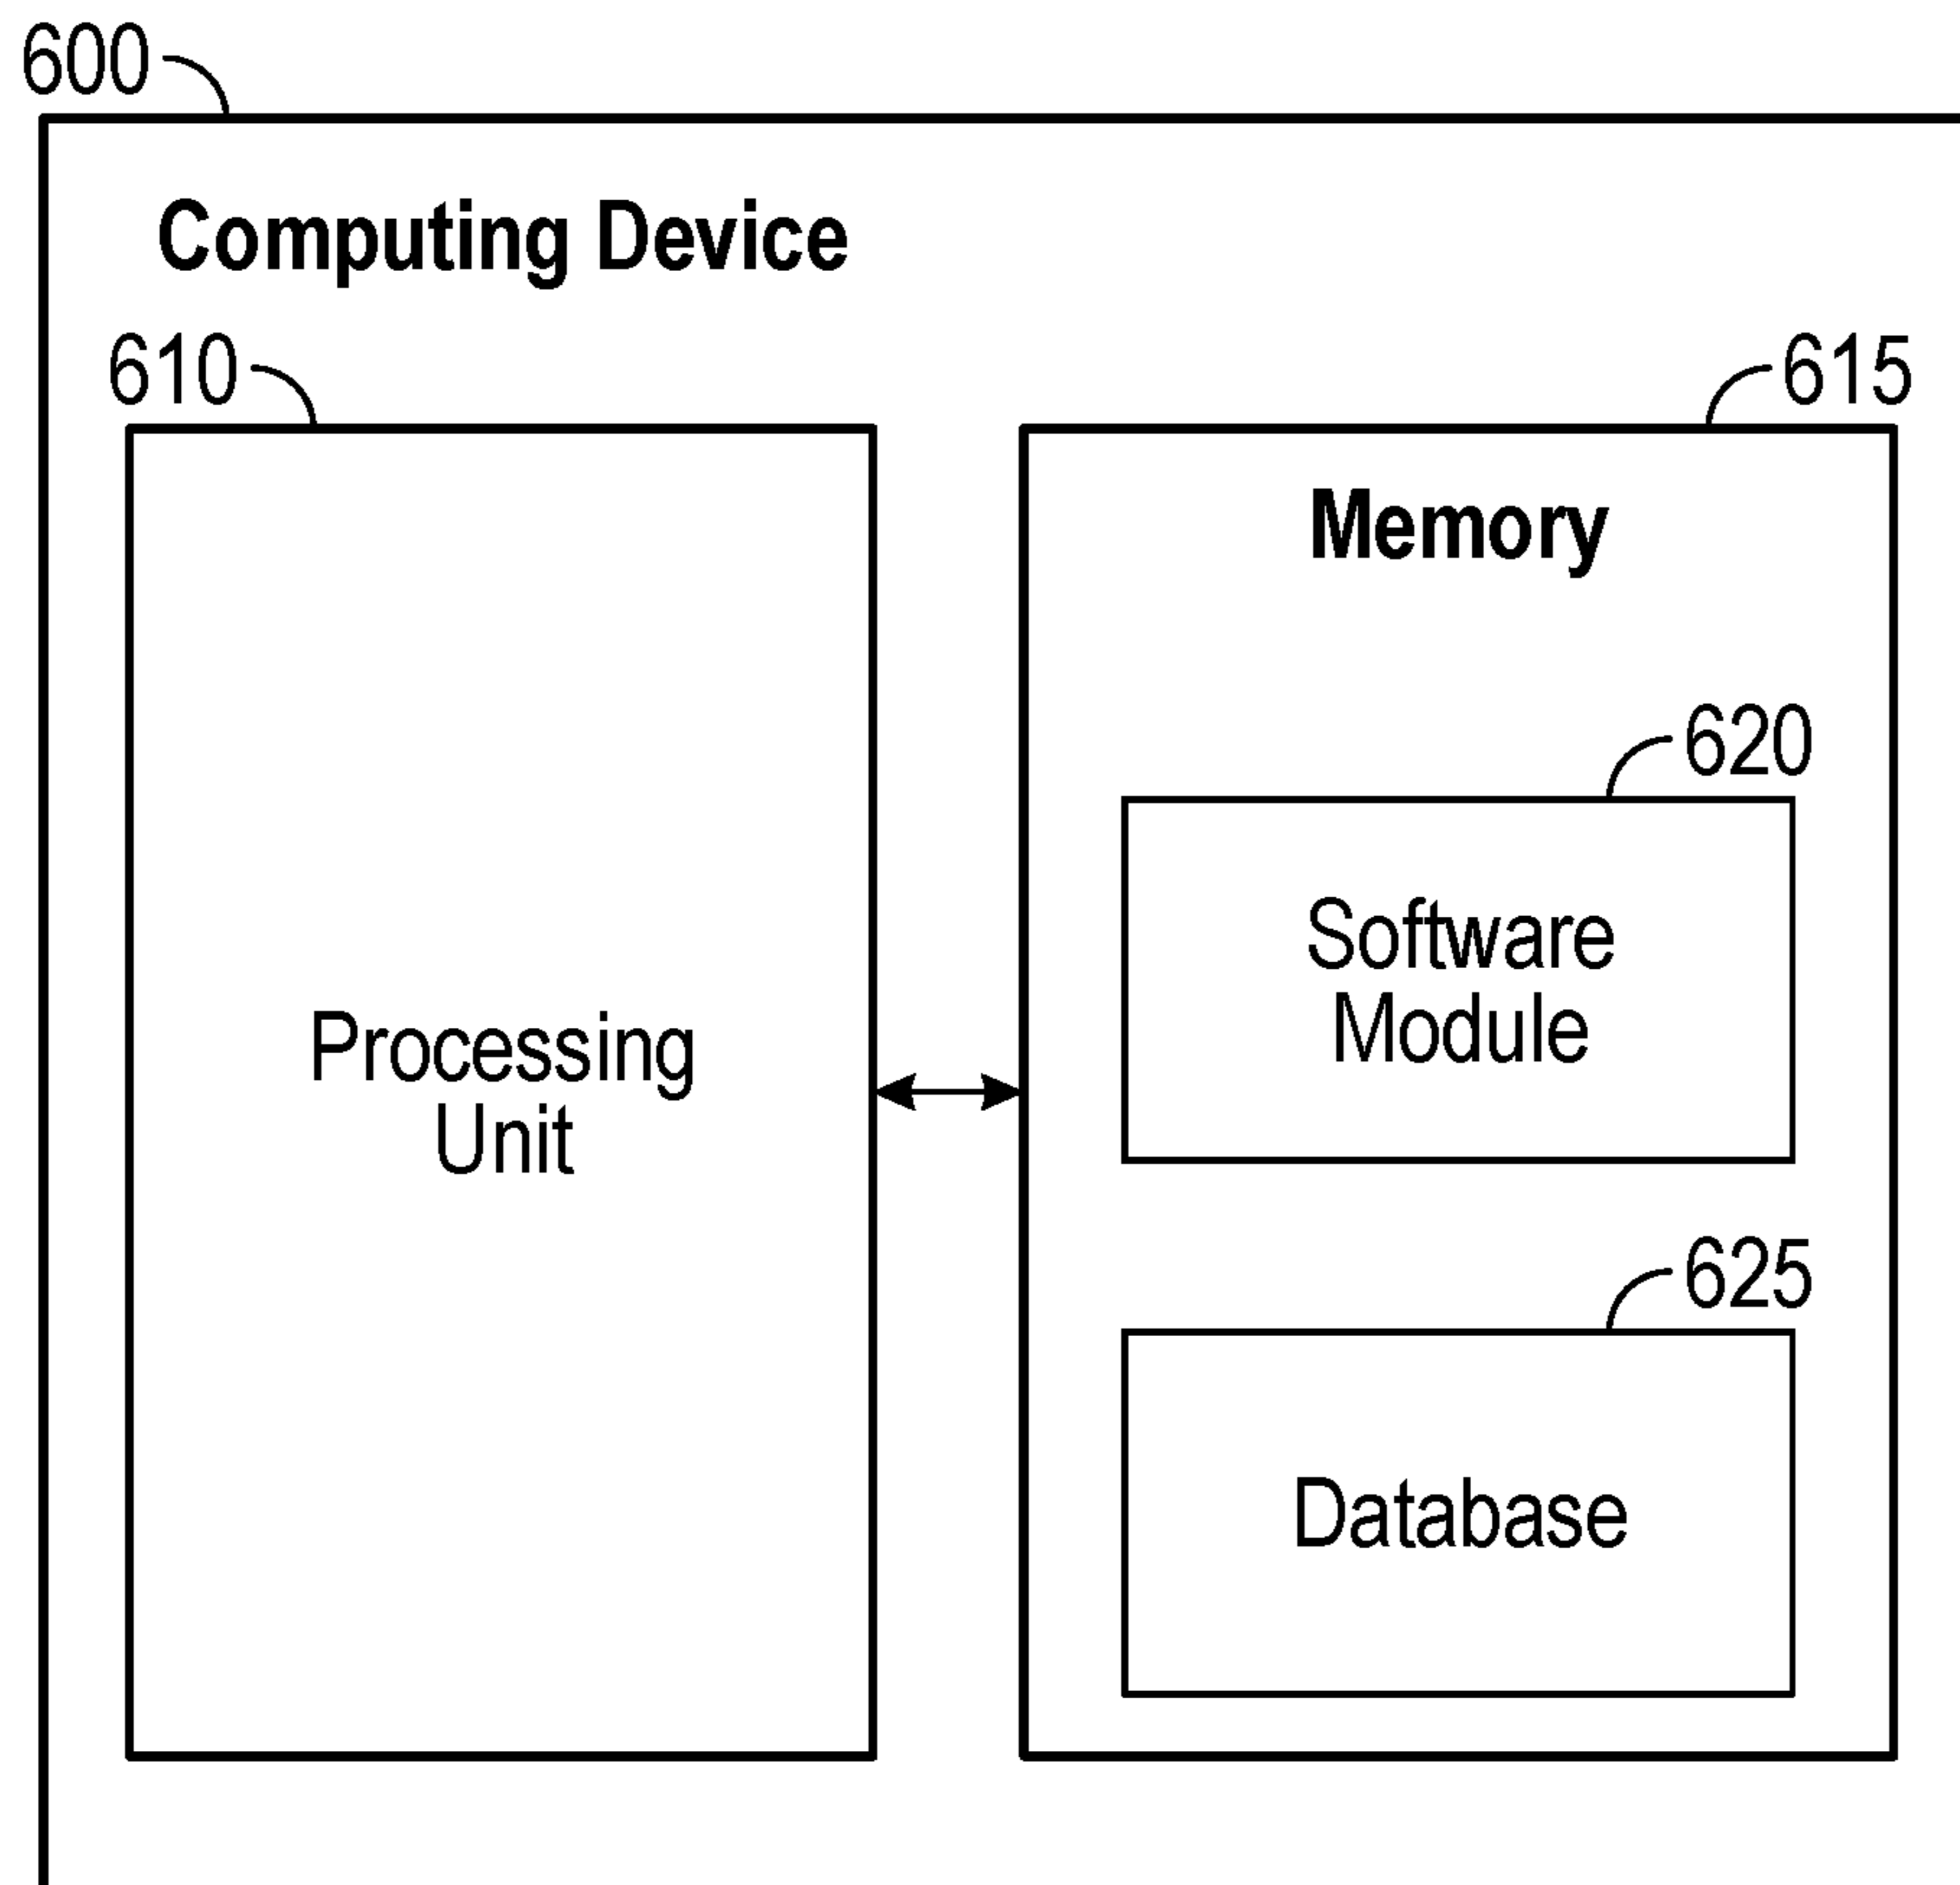 600
Computing Device
610
615
Memory
620
Software
Module
Processing
Unit
625
Database